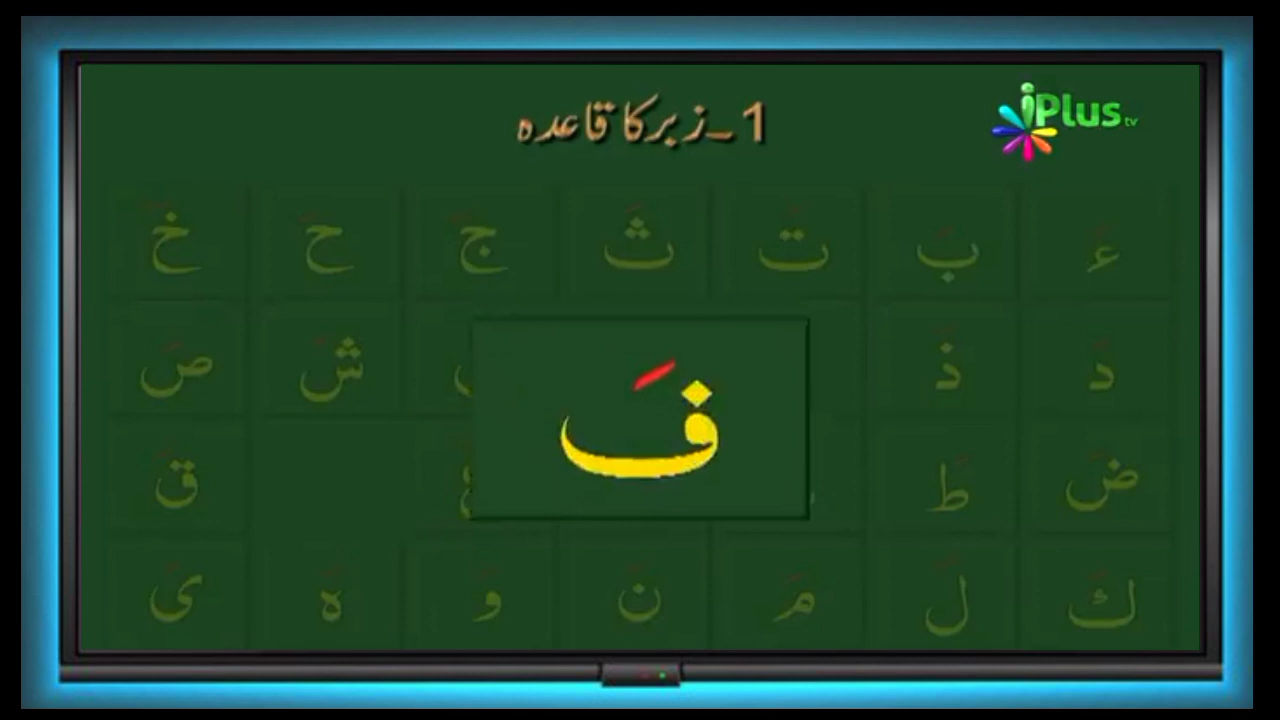 1۔زبر کا قاعدہ
iPlus tv
ءَ بَ تَ ثَ جَ حَ خَ
دَ ذَ شَ صَ
فَ
ضَ طَ قَ
كَ لَ مَ نَ وَ هَ ىَ